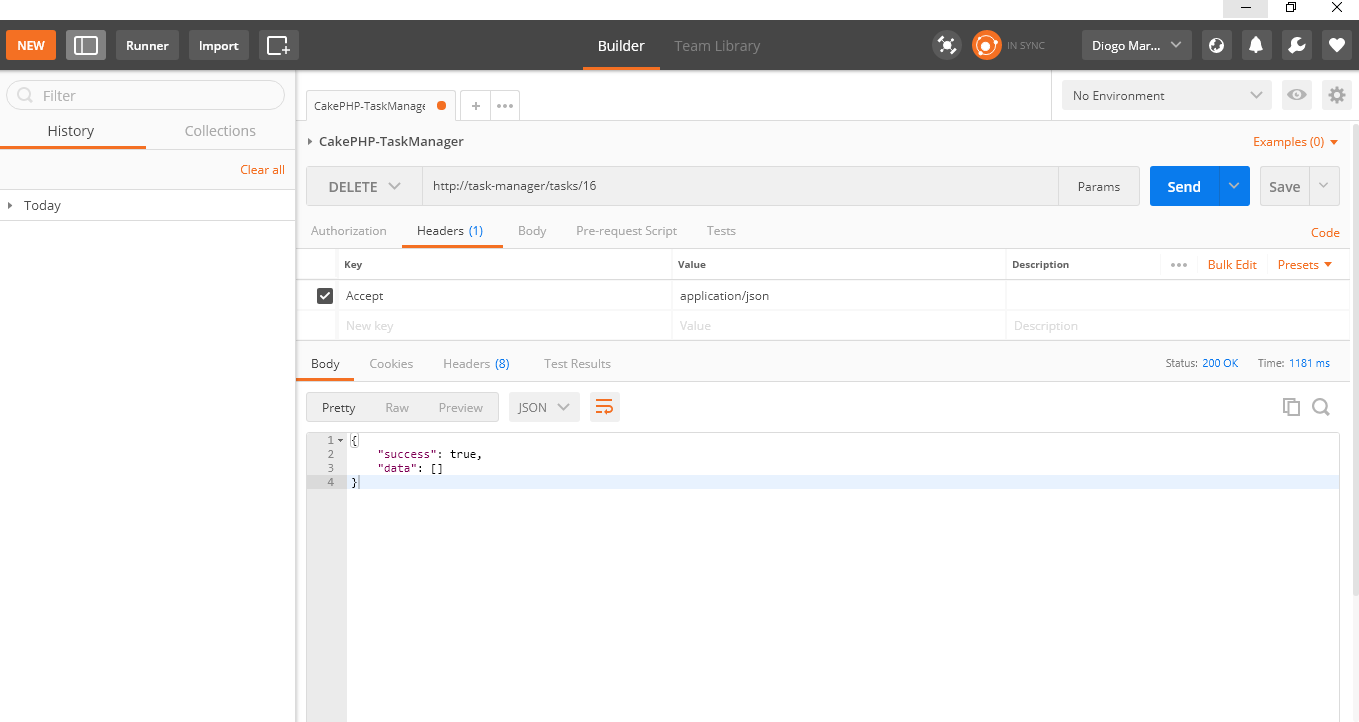 NEW Runner Import Builder Team Library IN SYNC Diogo Mar...
Filter
History Collections
Clear all
Today
CakePHP-TaskManage + ••• No Environment
CakePHP-TaskManager Examples (0)
DELETE http://task-manager/tasks/16 Params Send Save
Authorization Headers (1) Body Pre-request Script Tests Code
Key Value Description ••• Bulk Edit Presets
Accept application/json
New key Value Description
Body Cookies Headers (8) Test Results Status: 200 OK Time: 1181 ms
Pretty Raw Preview JSON
1 {
2 "success": true,
3 "data": []
4 }